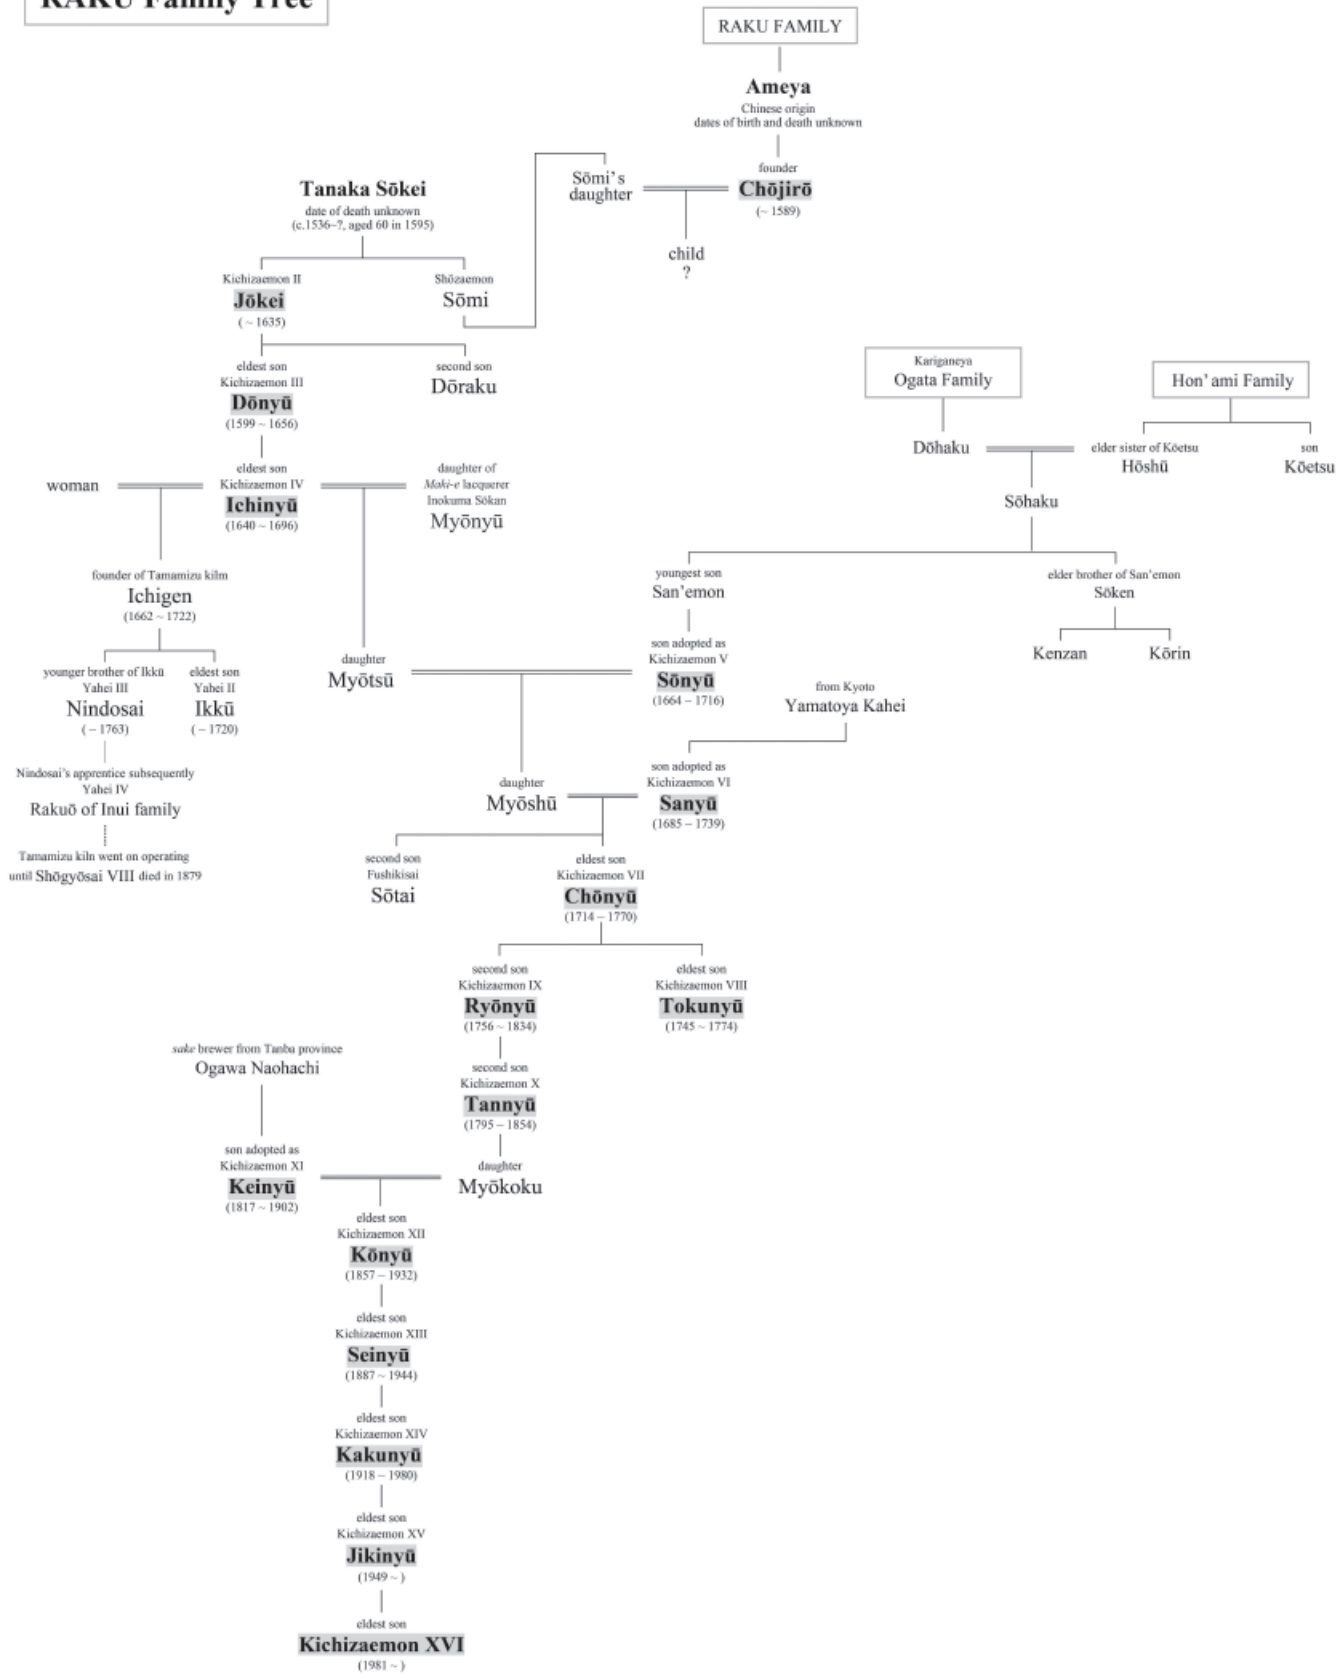 RAKU Family Tree
RAKU FAMILY
Ameya
Chinese origin
dates of birth and death unknown
founder
Chōjirō
(~ 1589)
Sōmi's
daughter
child
?
Tanaka Sōkei
date of death unknown
(c.1536–?, aged 60 in 1595)
Kichizaemon II
Jōkei
( ~ 1635)
Shōzaemon
Sōmi
eldest son
Kichizaemon III
Dōnyū
(1599 ~ 1656)
second son
Dōraku
Kariganeya
Ogata Family
Hon' ami Family
Dōhaku
elder sister of Kōetsu
Hōshū
son
Kōetsu
Sōhaku
woman
eldest son
Kichizaemon IV
Ichinyū
(1640 ~ 1696)
daughter of
Maki-e lacquerer
Inokuma Sōkan
Myōnyū
founder of Tamamizu kilm
Ichigen
(1662 ~ 1722)
youngest son
San'emon
elder brother of San'emon
Sōken
Kenzan
Kōrin
younger brother of Ikkū
Yahei III
Nindosai
( – 1763)
eldest son
Yahei II
Ikkū
( – 1720)
daughter
Myōtsū
son adopted as
Kichizaemon V
Sōnyū
(1664 – 1716)
from Kyoto
Yamatoya Kahei
Nindosai's apprentice subsequently
Yahei IV
Rakuō of Inui family
Tamamizu kiln went on operating
until Shōgyōsai VIII died in 1879
daughter
Myōshū
son adopted as
Kichizaemon VI
Sanyū
(1685 – 1739)
second son
Fushikisai
Sōtai
eldest son
Kichizaemon VII
Chōnyū
(1714 – 1770)
second son
Kichizaemon IX
Ryōnyū
(1756 ~ 1834)
eldest son
Kichizaemon VIII
Tokunyū
(1745 ~ 1774)
sake brewer from Tanba province
Ogawa Naohachi
second son
Kichizaemon X
Tannyū
(1795 – 1854)
son adopted as
Kichizaemon XI
Keinyū
(1817 ~ 1902)
daughter
Myōkoku
eldest son
Kichizaemon XII
Kōnyū
(1857 – 1932)
eldest son
Kichizaemon XIII
Seinyū
(1887 ~ 1944)
eldest son
Kichizaemon XIV
Kakunyū
(1918 – 1980)
eldest son
Kichizaemon XV
Jikinyū
(1949 ~ )
eldest son
Kichizaemon XVI
(1981 ~ )